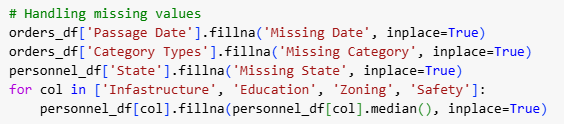 # Handling missing values
orders_df['Passage Date'].fillna('Missing Date', inplace=True)
orders_df['Category Types'].fillna('Missing Category', inplace=True)
personnel_df['State'].fillna('Missing State', inplace=True)
for col in ['Infastructure', 'Education', 'Zoning', 'Safety']:
    personnel_df[col].fillna(personnel_df[col].median(), inplace=True)